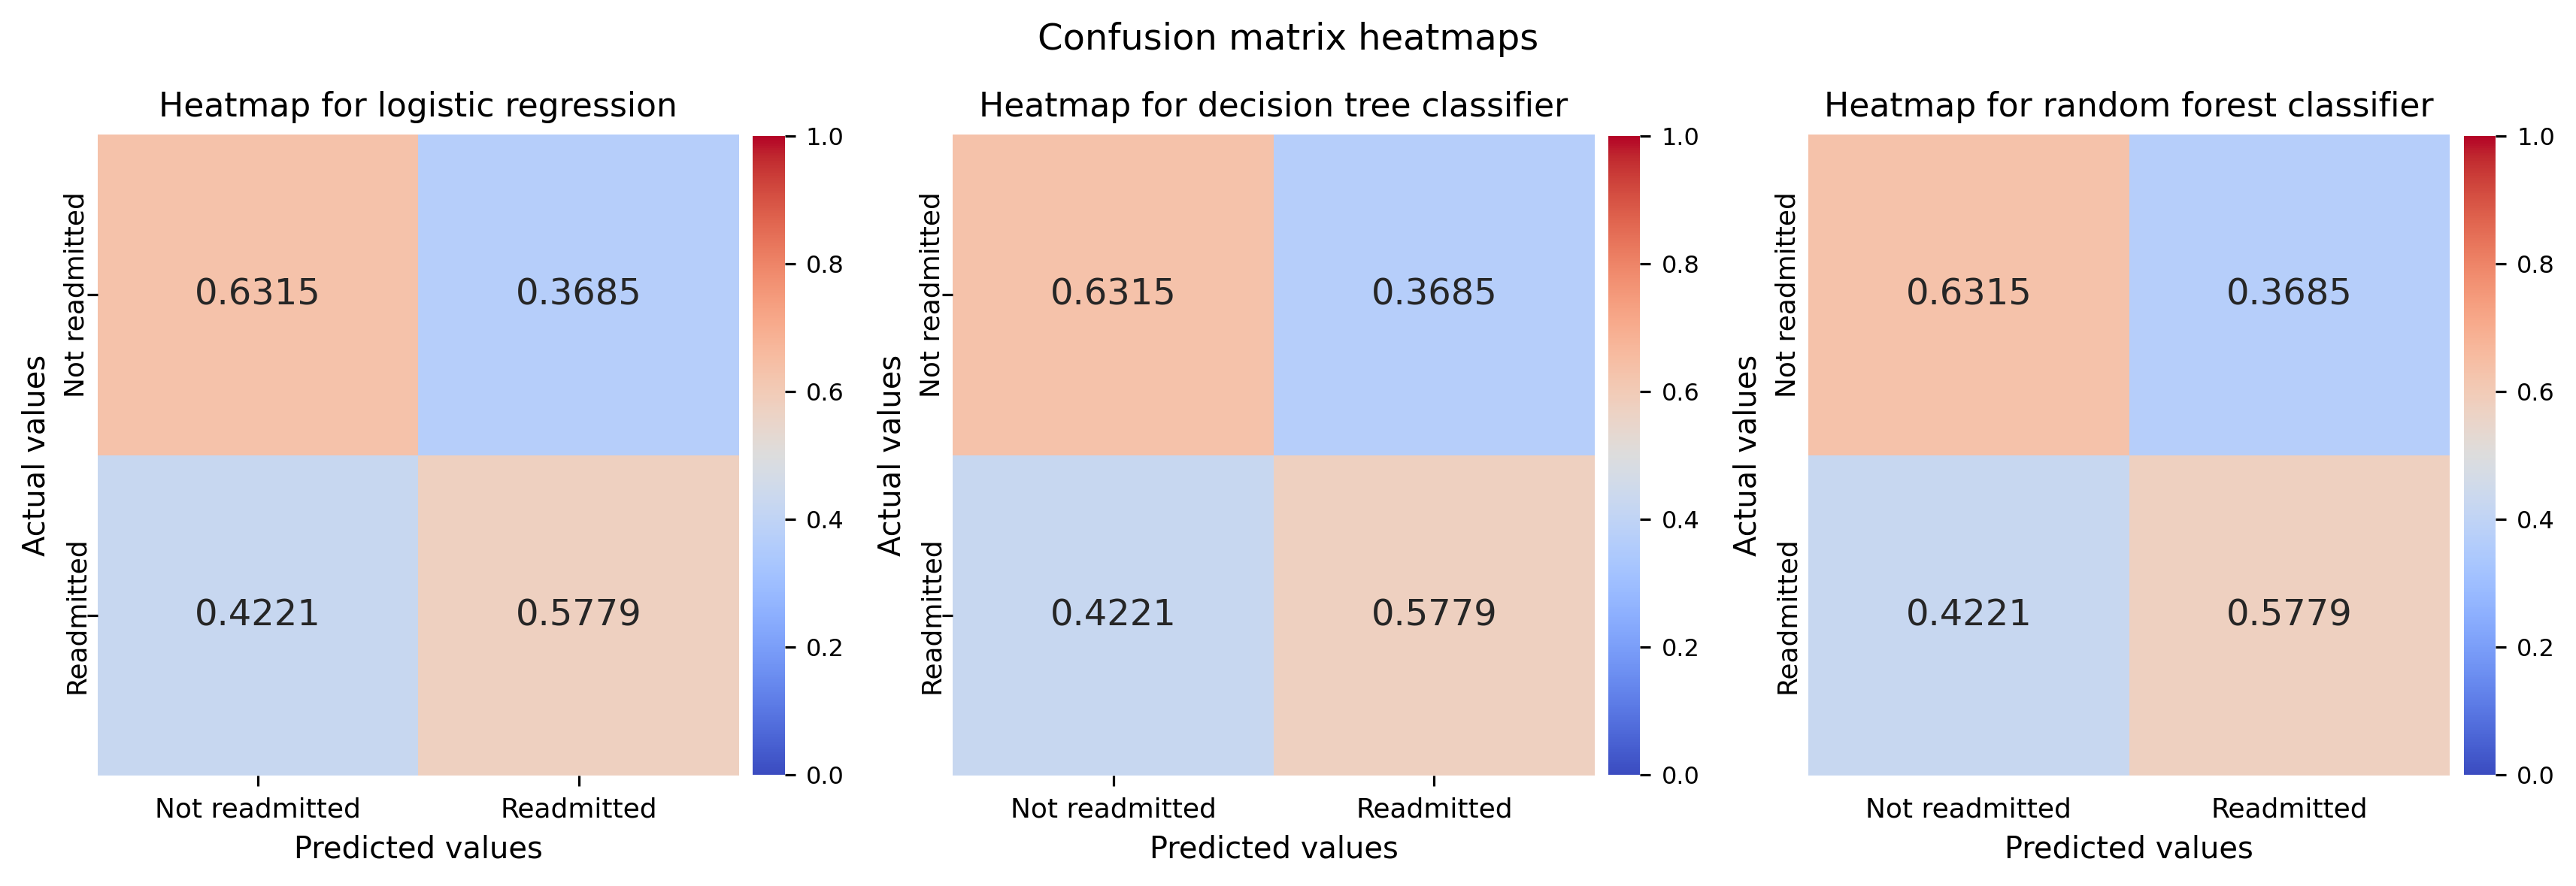 Confusion matrix heatmaps
Heatmap for logistic regression
Actual values
Not readmitted
Readmitted
0.6315
0.3685
0.4221
0.5779
1.0
0.8
0.6
0.4
0.2
0.0
Not readmitted
Readmitted
Predicted values
Heatmap for decision tree classifier
Actual values
Not readmitted
Readmitted
0.6315
0.3685
0.4221
0.5779
1.0
0.8
0.6
0.4
0.2
0.0
Not readmitted
Readmitted
Predicted values
Heatmap for random forest classifier
Actual values
Not readmitted
Readmitted
0.6315
0.3685
0.4221
0.5779
1.0
0.8
0.6
0.4
0.2
0.0
Not readmitted
Readmitted
Predicted values